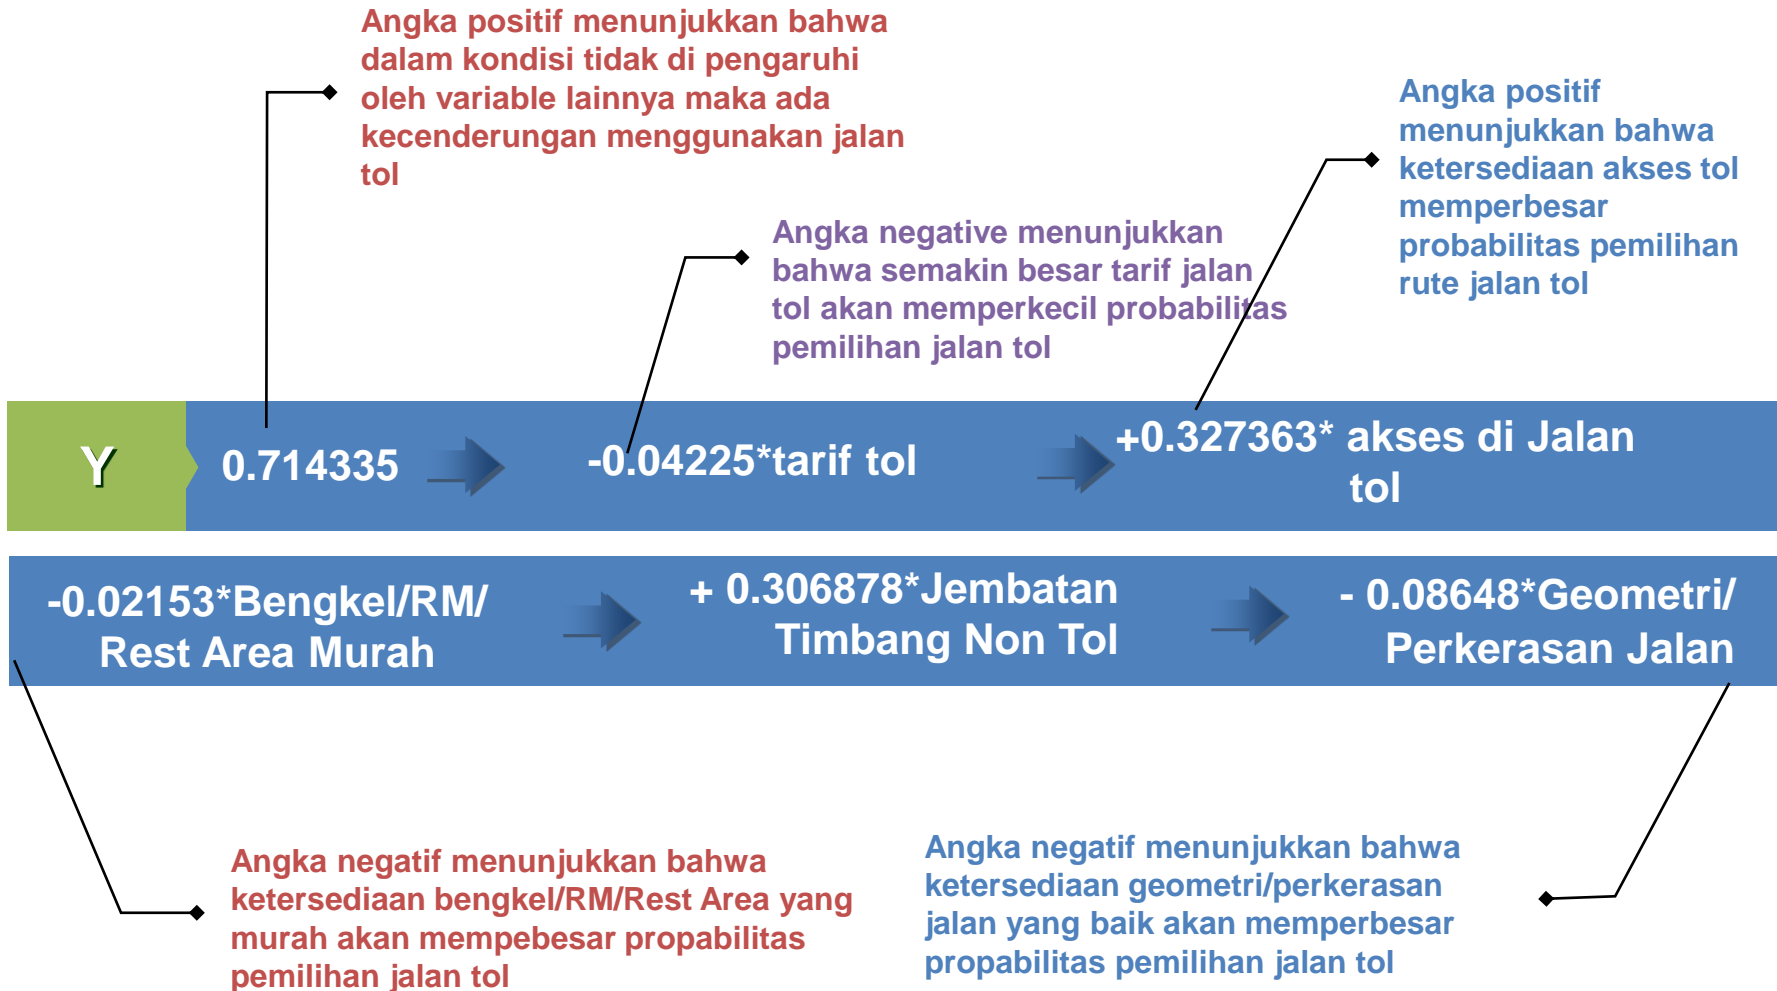 Angka positif menunjukkan bahwa
dalam kondisi tidak di pengaruhi
oleh variable lainnya maka ada
kecenderungan menggunakan jalan
tol
Angka positif
menunjukkan bahwa
ketersediaan akses tol
memperbesar
probabilitas pemilihan
rute jalan tol
Angka negative menunjukkan
bahwa semakin besar tarif jalan
tol akan memperkecil probabilitas
pemilihan jalan tol
Y
0.714335
-0.04225*tarif tol
+0.327363* akses di Jalan
tol
-0.02153*Bengkel/RM/
Rest Area Murah
+ 0.306878*Jembatan
Timbang Non Tol
- 0.08648*Geometri/
Perkerasan Jalan
Angka negatif menunjukkan bahwa
ketersediaan bengkel/RM/Rest Area yang
murah akan mempebesar propabilitas
pemilihan jalan tol
Angka negatif menunjukkan bahwa
ketersediaan geometri/perkerasan
jalan yang baik akan memperbesar
propabilitas pemilihan jalan tol